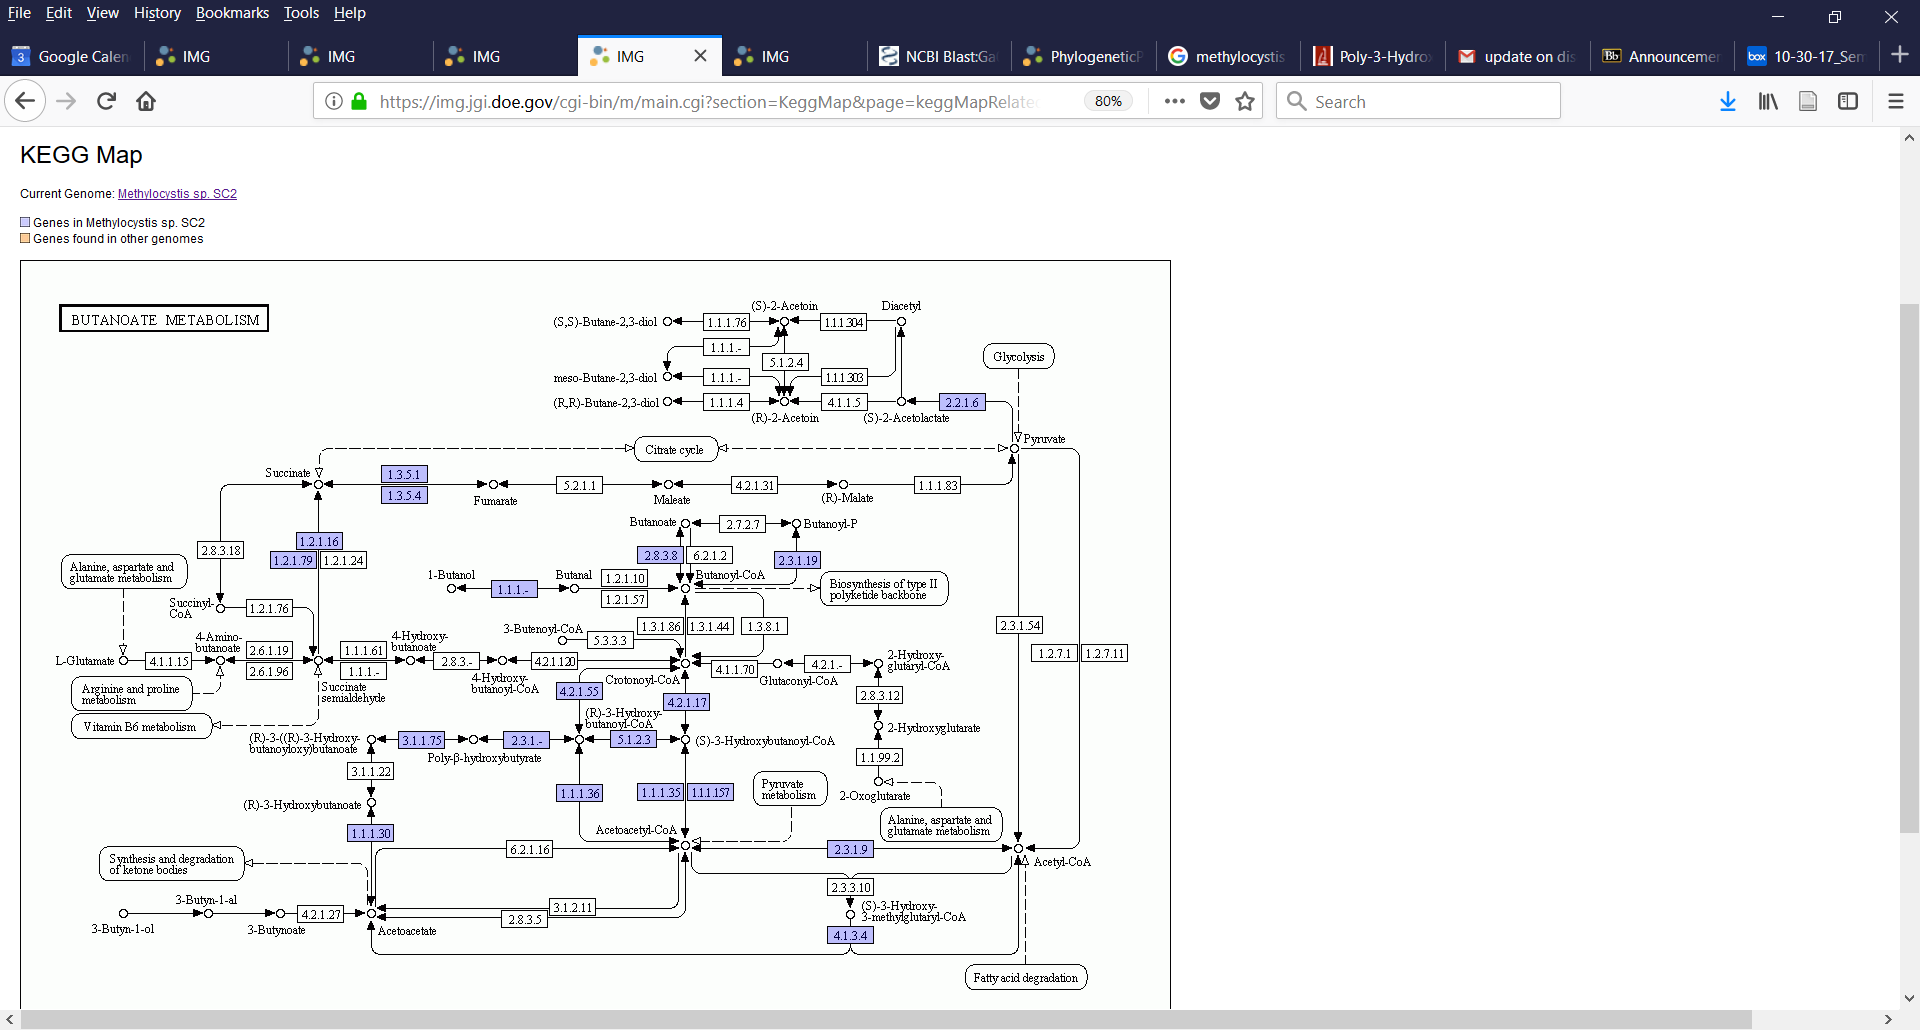 File Edit View History Bookmarks Tools Help
3 Google Calen
IMG
IMG
IMG
IMG
IMG
NCBI Blast:Ga
PhylogeneticP
methylocystis
Poly-3-Hydro
update on dis
Bb Announcemen
box 10-30-17_Sem
https://img.jgi.doe.gov/cgi-bin/m/main.cgi?section=KeggMap&page=keggMapRelate
80%
Search
KEGG Map
Current Genome: Methylocystis sp. SC2
Genes in Methylocystis sp. SC2
Genes found in other genomes
BUTANOATE METABOLISM
(S)-2-Acetoin
Diacetyl
(S,S)-Butane-2,3-diol
1.1.1.76
1.1.1.304
1.1.1.-
5.1.2.4
Glycolysis
meso-Butane-2,3-diol
1.1.1.-
1.1.1.303
(R,R)-Butane-2,3-diol
1.1.1.4
4.1.1.5
2.2.1.6
(R)-2-Acetoin
(S)-2-Acetolactate
Pyruvate
Citrate cycle
Succinate
1.3.5.1
1.3.5.4
Fumarate
5.2.1.1
Maleate
4.2.1.31
(R)-Malate
1.1.1.83
Butanoate
2.7.2.7
Butanoyl-P
1.2.1.16
2.8.3.18
1.2.1.79
1.2.1.24
2.8.3.8
6.2.1.2
2.3.1.19
Alanine, aspartate and
glutamate metabolism
1-Butanol
1.1.1.-
Butanal
1.2.1.10
1.2.1.57
Butanoyl-CoA
Biosynthesis of type II
polyketide backbone
Succinyl-
CoA
1.2.1.76
3-Butenoyl-CoA
5.3.3.3
1.3.1.86
1.3.1.44
1.3.8.1
2.3.1.54
1.2.7.1
1.2.7.11
L-Glutamate
4.1.1.15
4-Amino-
butanoate
2.6.1.19
2.6.1.96
1.1.1.61
1.1.1.-
4-Hydroxy-
butanoate
2.8.3.-
4.2.1.120
4-Hydroxy-
butanoyl-CoA
Crotonoyl-CoA
4.1.1.70
Glutaconyl-CoA
4.2.1.-
2-Hydroxy-
glutaryl-CoA
Arginine and proline
metabolism
Succinate
semialdehyde
4.2.1.55
4.2.1.17
2.8.3.12
Vitamin B6 metabolism
(R)-3-Hydroxy-
butanoyl-CoA
2-Hydroxyglutarate
(R)-3-((R)-3-Hydroxy-
butanoyloxy)butanoate
3.1.1.75
2.3.1.-
5.1.2.3
(S)-3-Hydroxybutanoyl-CoA
Poly-β-hydroxybutyrate
1.1.99.2
3.1.1.22
2-Oxoglutarate
(R)-3-Hydroxybutanoate
1.1.1.36
1.1.1.35
1.1.1.157
Pyruvate
metabolism
Alanine, aspartate and
glutamate metabolism
1.1.1.30
Acetoacetyl-CoA
6.2.1.16
2.3.1.9
Acetyl-CoA
Synthesis and degradation
of ketone bodies
2.3.3.10
3-Butyn-1-al
3.1.2.11
2.8.3.5
(S)-3-Hydroxy-
3-methylglutaryl-CoA
3-Butyn-1-ol
3-Butynoate
4.2.1.27
Acetoacetate
4.1.3.4
Fatty acid degradation